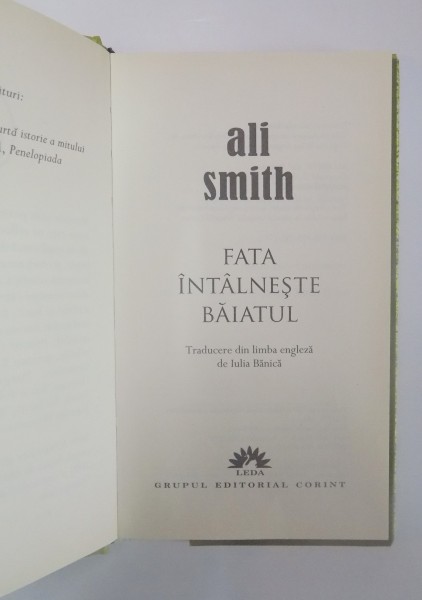 ituri:
urtă istorie a mitului
Penelopiada
ali
smith
FATA
ÎNTÂLNEŞTE
BĂIATUL
Traducere din limba engleză
de Iulia Bănică
LEDA
GRUPUL EDITORIAL CORINT